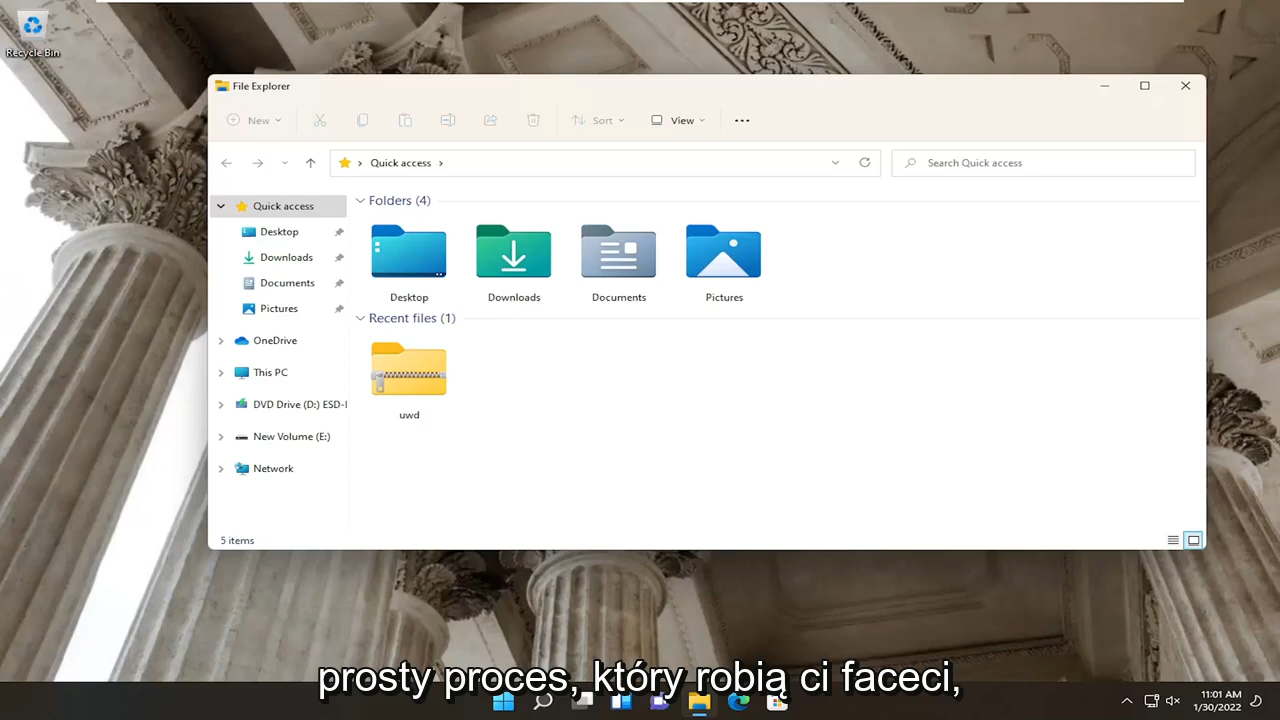 Recycle Bin
File Explorer
New
Sort
View
Quick access
Search Quick access
Quick access
Desktop
Downloads
Documents
Pictures
OneDrive
This PC
DVD Drive (D:) ESD-I
New Volume (E:)
Network
Folders (4)
Desktop
Downloads
Documents
Pictures
Recent files (1)
uwd
5 items
prosty proces, który robią ci faceci,
11:01 AM
1/30/2022